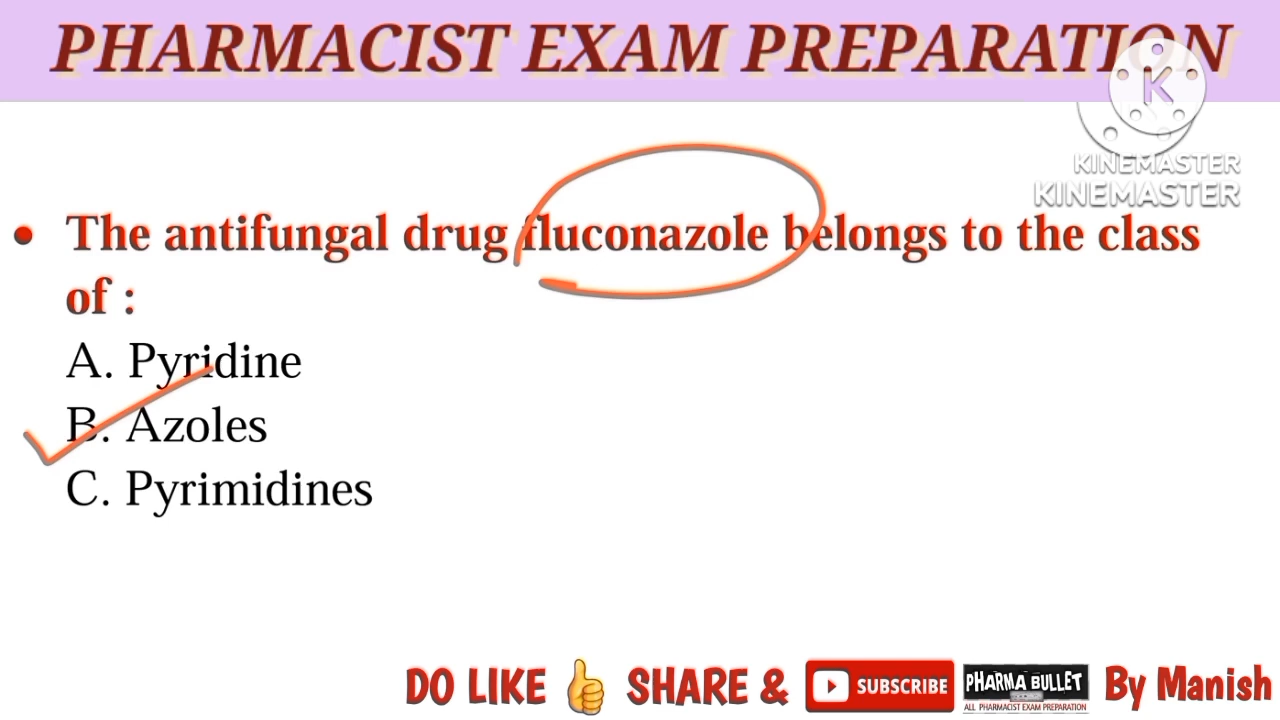 PHARMACIST EXAM PREPARATION
K
KINEMASTER
KINEMASTER
• The antifungal drug fluconazole belongs to the class
of :
A. Pyridine
B. Azoles
C. Pyrimidines
DO LIKE 👍 SHARE & SUBSCRIBE PHARMA BULLET By Manish
ALL PHARMACIST EXAM PREPARATION